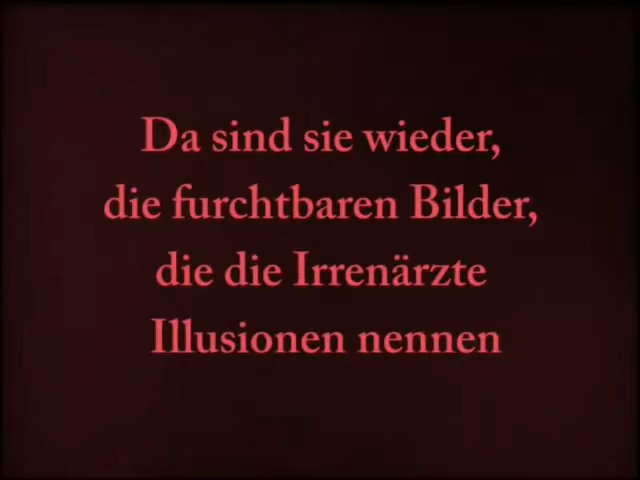 Da sind sie wieder,
die furchtbaren Bilder,
die die Irrenärzte
Illusionen nennen